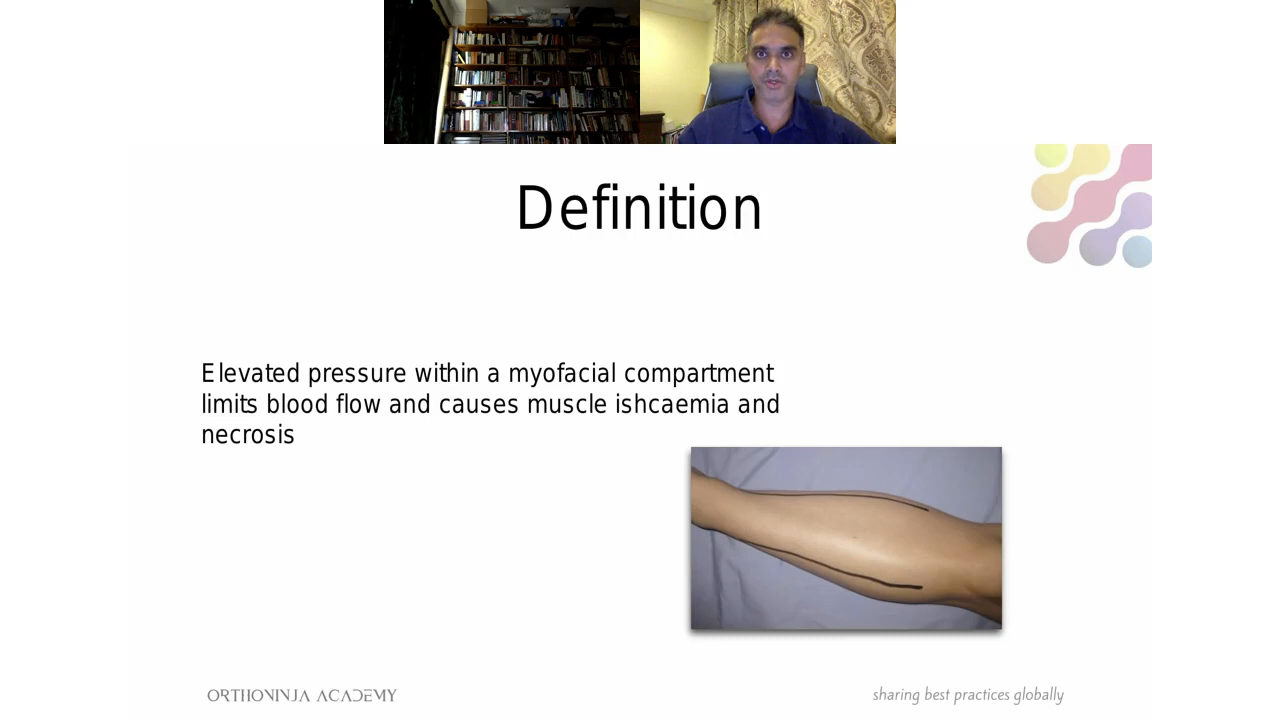 Definition
Elevated pressure within a myofacial compartment
limits blood flow and causes muscle ishcaemia and
necrosis
ORTHONINJA ACADEMY
sharing best practices globally